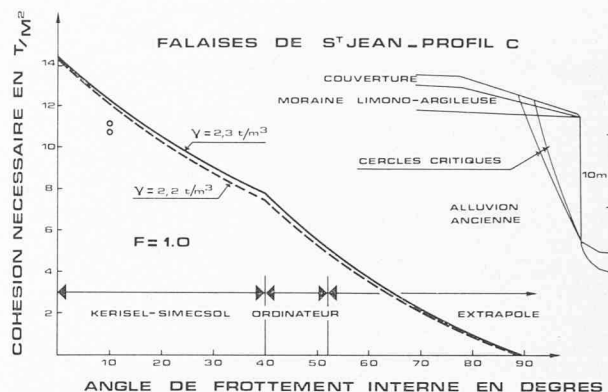 FALAISES DE ST JEAN_PROFIL C
COHESION NECESSAIRE EN T/M²
14
12
10
8
6
4
2
COUVERTURE
MORAINE LIMONO-ARGILEUSE
CERCLES CRITIQUES
10m
ALLUVION
ANCIENNE
γ=2,3 t/m³
γ=2,2 t/m³
F=1.0
KERISEL-SIMECSOL
ORDINATEUR
EXTRAPOLE
10
20
30
40
50
60
70
80
90
ANGLE DE FROTTEMENT INTERNE EN DEGRES